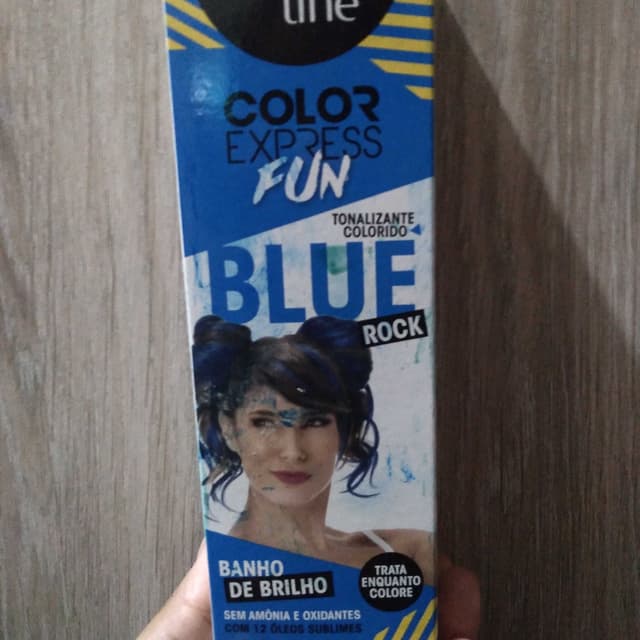 line
COLOR
EXPRESS
FUN
TONALIZANTE
COLORIDO
BLUE
ROCK
BANHO
DE BRILHO
TRATA
ENQUANTO
COLORE
SEM AMÔNIA E OXIDANTES
COM 12 ÓLEOS SUBLIMES